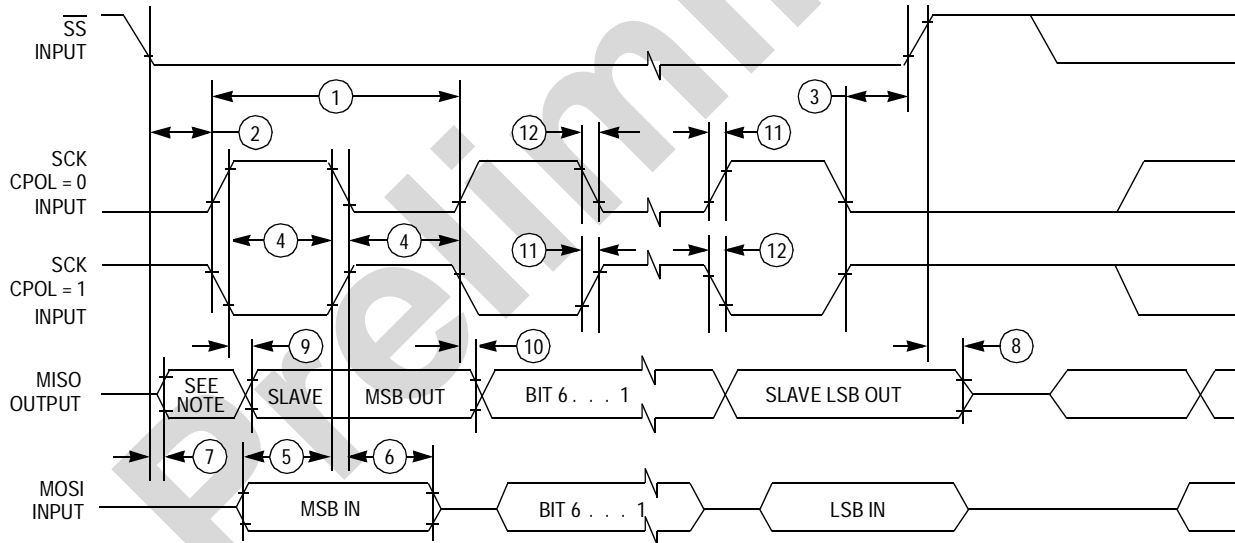 SS
INPUT
1
3
2
12
11
SCK
CPOL = 0
INPUT
4
4
11
12
SCK
CPOL = 1
INPUT
9
10
8
MISO
OUTPUT
SEE
NOTE
SLAVE
MSB OUT
BIT 6 . . . 1
SLAVE LSB OUT
7
5
6
MOSI
INPUT
MSB IN
BIT 6 . . . 1
LSB IN
Prelimi